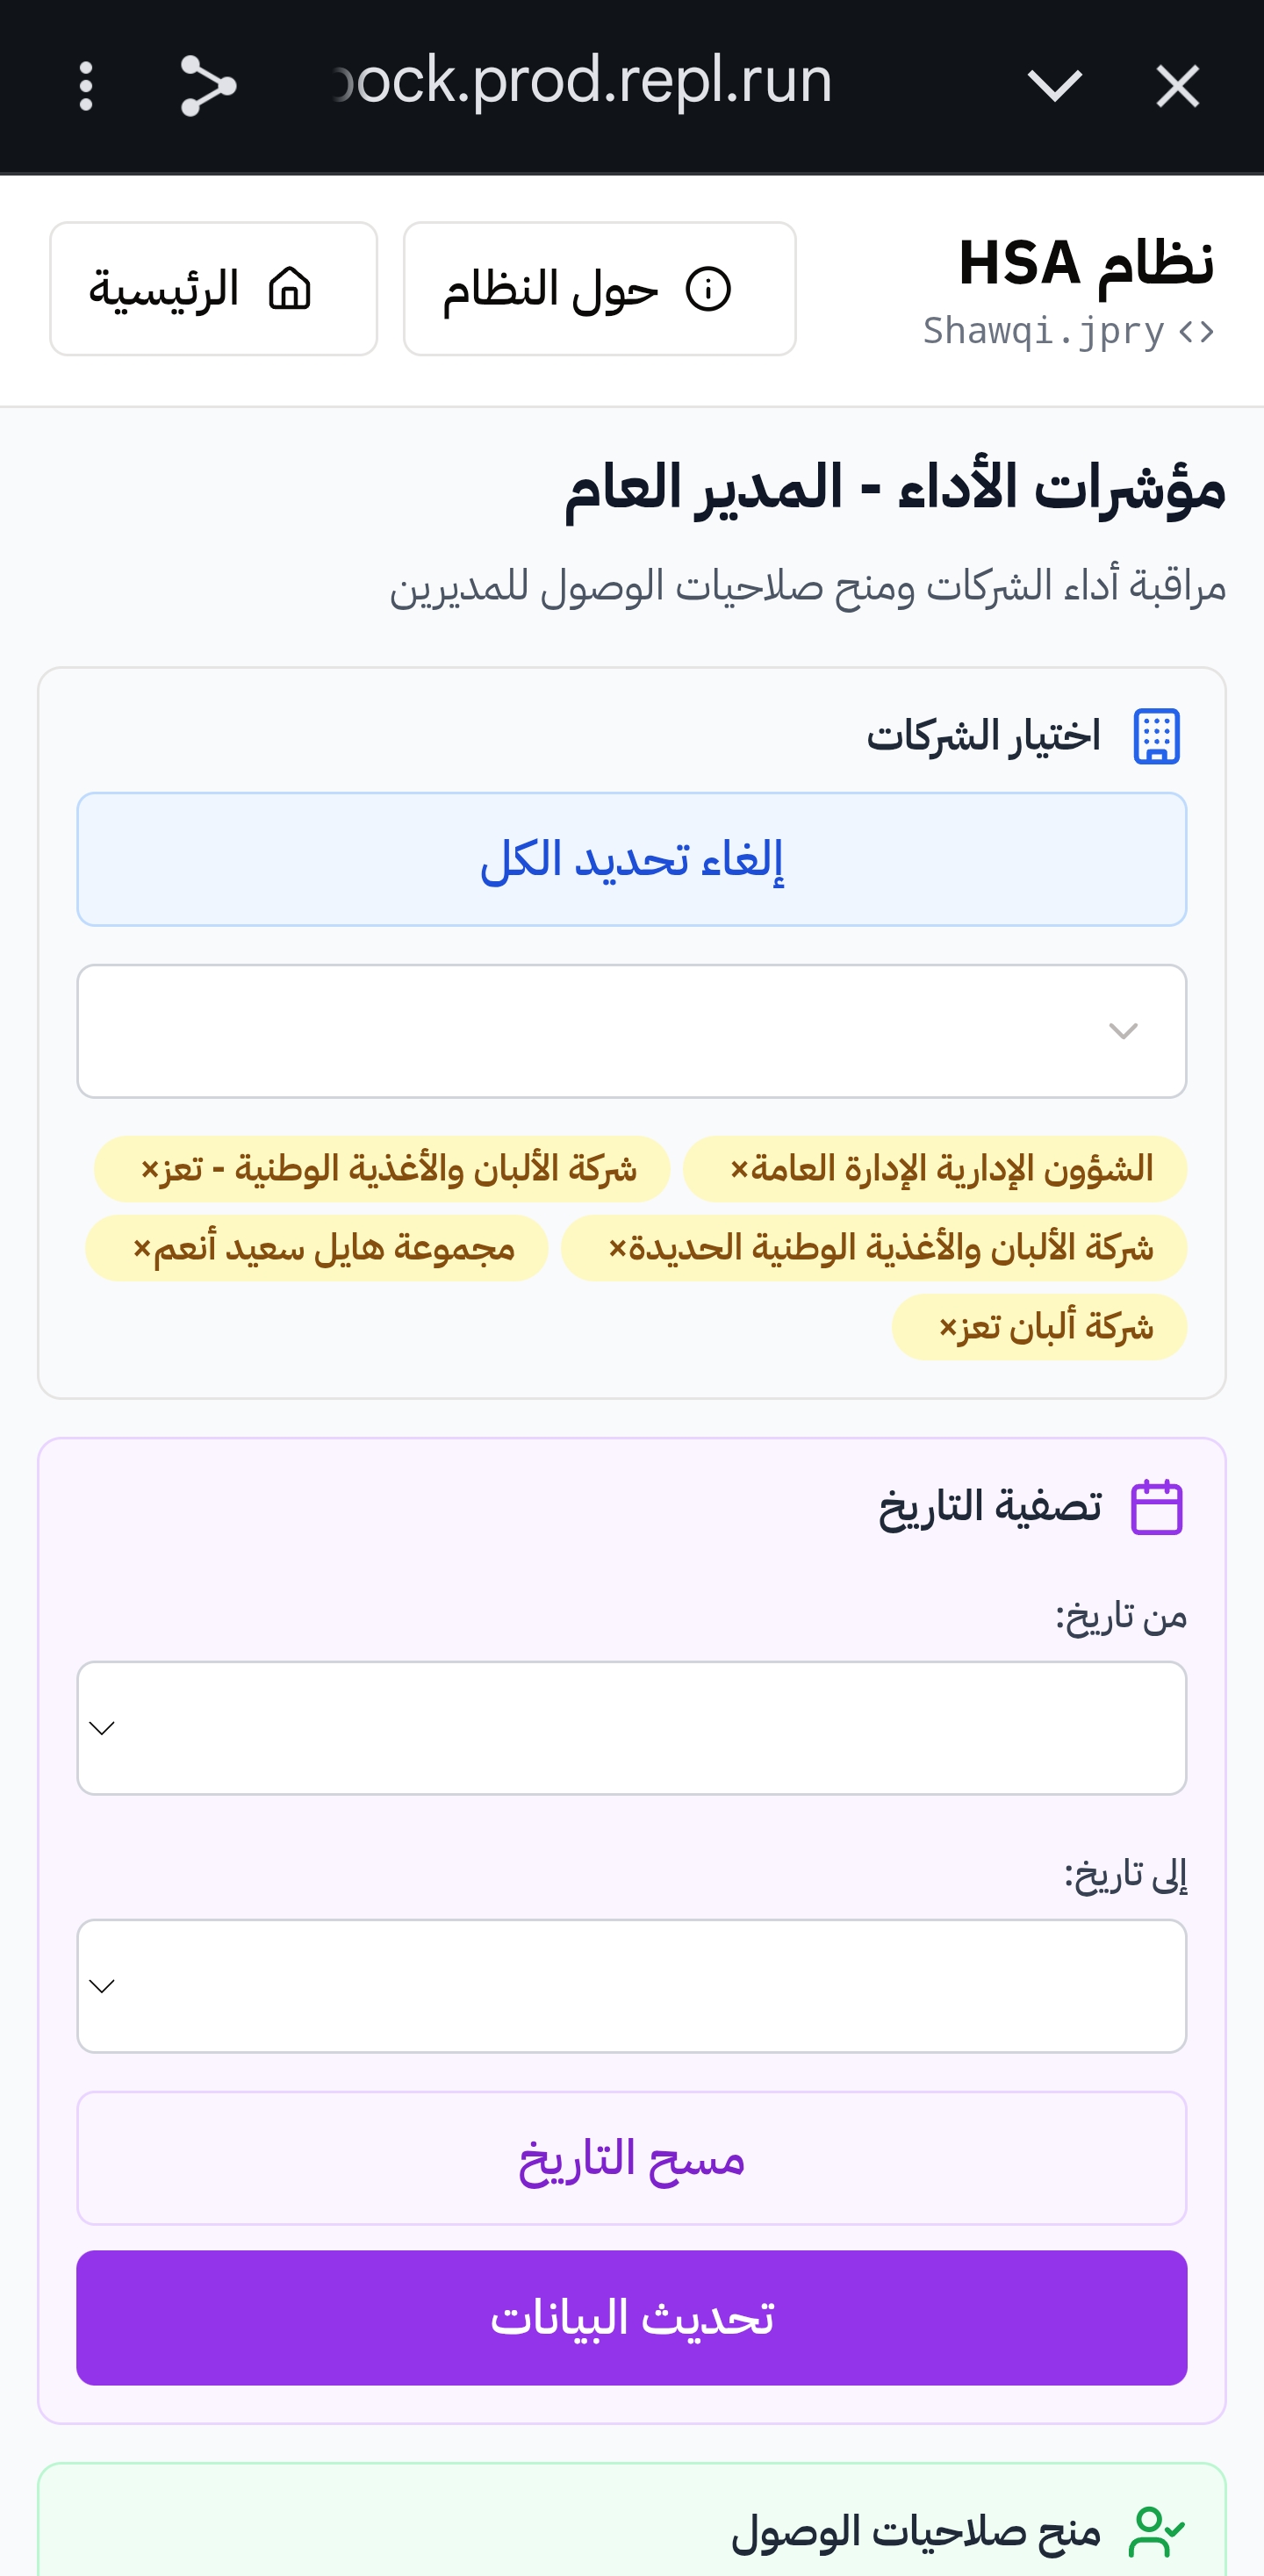 ock.prod.repl.run
نظام HSA
Shawqi.jpry
حول النظام
الرئيسية
مؤشرات الأداء - المدير العام
مراقبة أداء الشركات ومنح صلاحيات الوصول للمديرين
اختيار الشركات
إلغاء تحديد الكل
الشؤون الإدارية الإدارة العامة×
شركة الألبان والأغذية الوطنية - تعز×
شركة الألبان والأغذية الوطنية الحديدة×
مجموعة هايل سعيد أنعم×
شركة ألبان تعز×
تصفية التاريخ
من تاريخ:
إلى تاريخ:
مسح التاريخ
تحديث البيانات
منح صلاحيات الوصول